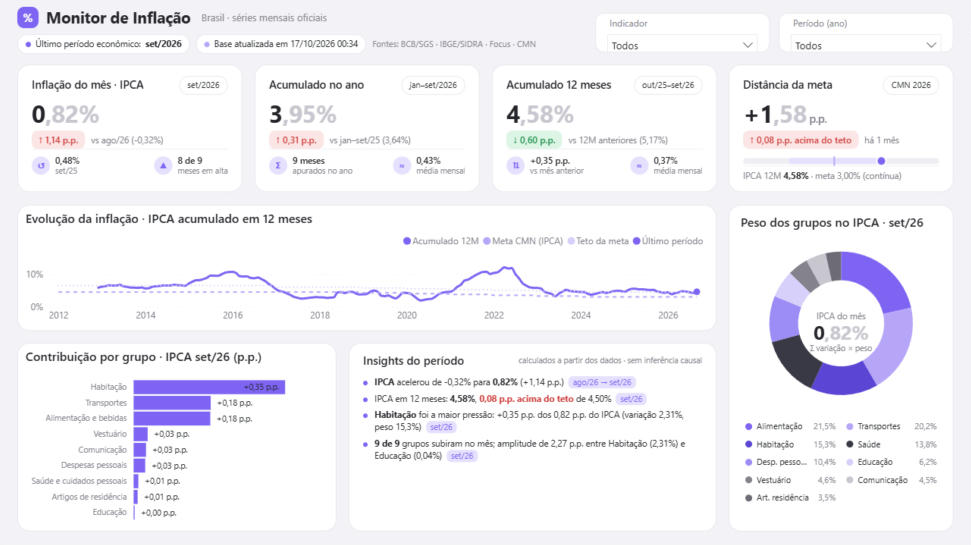 % Monitor de Inflação Brasil · séries mensais oficiais
Último período econômico: set/2026 Base atualizada em 17/10/2026 00:34 Fontes: BCB/SGS · IBGE/SIDRA · Focus · CMN
Indicador
Todos
Período (ano)
Todos
Inflação do mês · IPCA set/2026
0,82%
↑ 1,14 p.p. vs ago/26 (-0,32%)
↺ 0,48% set/25
▲ 8 de 9 meses em alta
Acumulado no ano jan–set/2026
3,95%
↑ 0,31 p.p. vs jan–set/25 (3,64%)
Σ 9 meses apurados no ano
≈ 0,43% média mensal
Acumulado 12 meses out/25–set/26
4,58%
↓ 0,60 p.p. vs 12M anteriores (5,17%)
⇅ +0,35 p.p. vs mês anterior
≈ 0,37% média mensal
Distância da meta CMN 2026
+1,58 p.p.
↑ 0,08 p.p. acima do teto há 1 mês
IPCA 12M 4,58% · meta 3,00% (contínua)
Evolução da inflação · IPCA acumulado em 12 meses
Acumulado 12M Meta CMN (IPCA) Teto da meta Último período
10%
0%
2012 2014 2016 2018 2020 2022 2024 2026
Peso dos grupos no IPCA · set/26
IPCA do mês
0,82%
Σ variação × peso
Alimentação 21,5% Transportes 20,2%
Habitação 15,3% Saúde 13,8%
Desp. pesso... 10,4% Educação 6,2%
Vestuário 4,6% Comunicação 4,5%
Art. residência 3,5%
Contribuição por grupo · IPCA set/26 (p.p.)
Habitação +0,35 p.p.
Transportes +0,18 p.p.
Alimentação e bebidas +0,18 p.p.
Vestuário +0,03 p.p.
Comunicação +0,03 p.p.
Despesas pessoais +0,03 p.p.
Saúde e cuidados pessoais +0,01 p.p.
Artigos de residência +0,01 p.p.
Educação +0,00 p.p.
Insights do período calculados a partir dos dados · sem inferência causal
IPCA acelerou de -0,32% para 0,82% (+1,14 p.p.) ago/26 → set/26
IPCA em 12 meses: 4,58%, 0,08 p.p. acima do teto de 4,50% set/26
Habitação foi a maior pressão: +0,35 p.p. dos 0,82 p.p. do IPCA (variação 2,31%,
peso 15,3%) set/26
9 de 9 grupos subiram no mês; amplitude de 2,27 p.p. entre Habitação (2,31%) e
Educação (0,04%) set/26